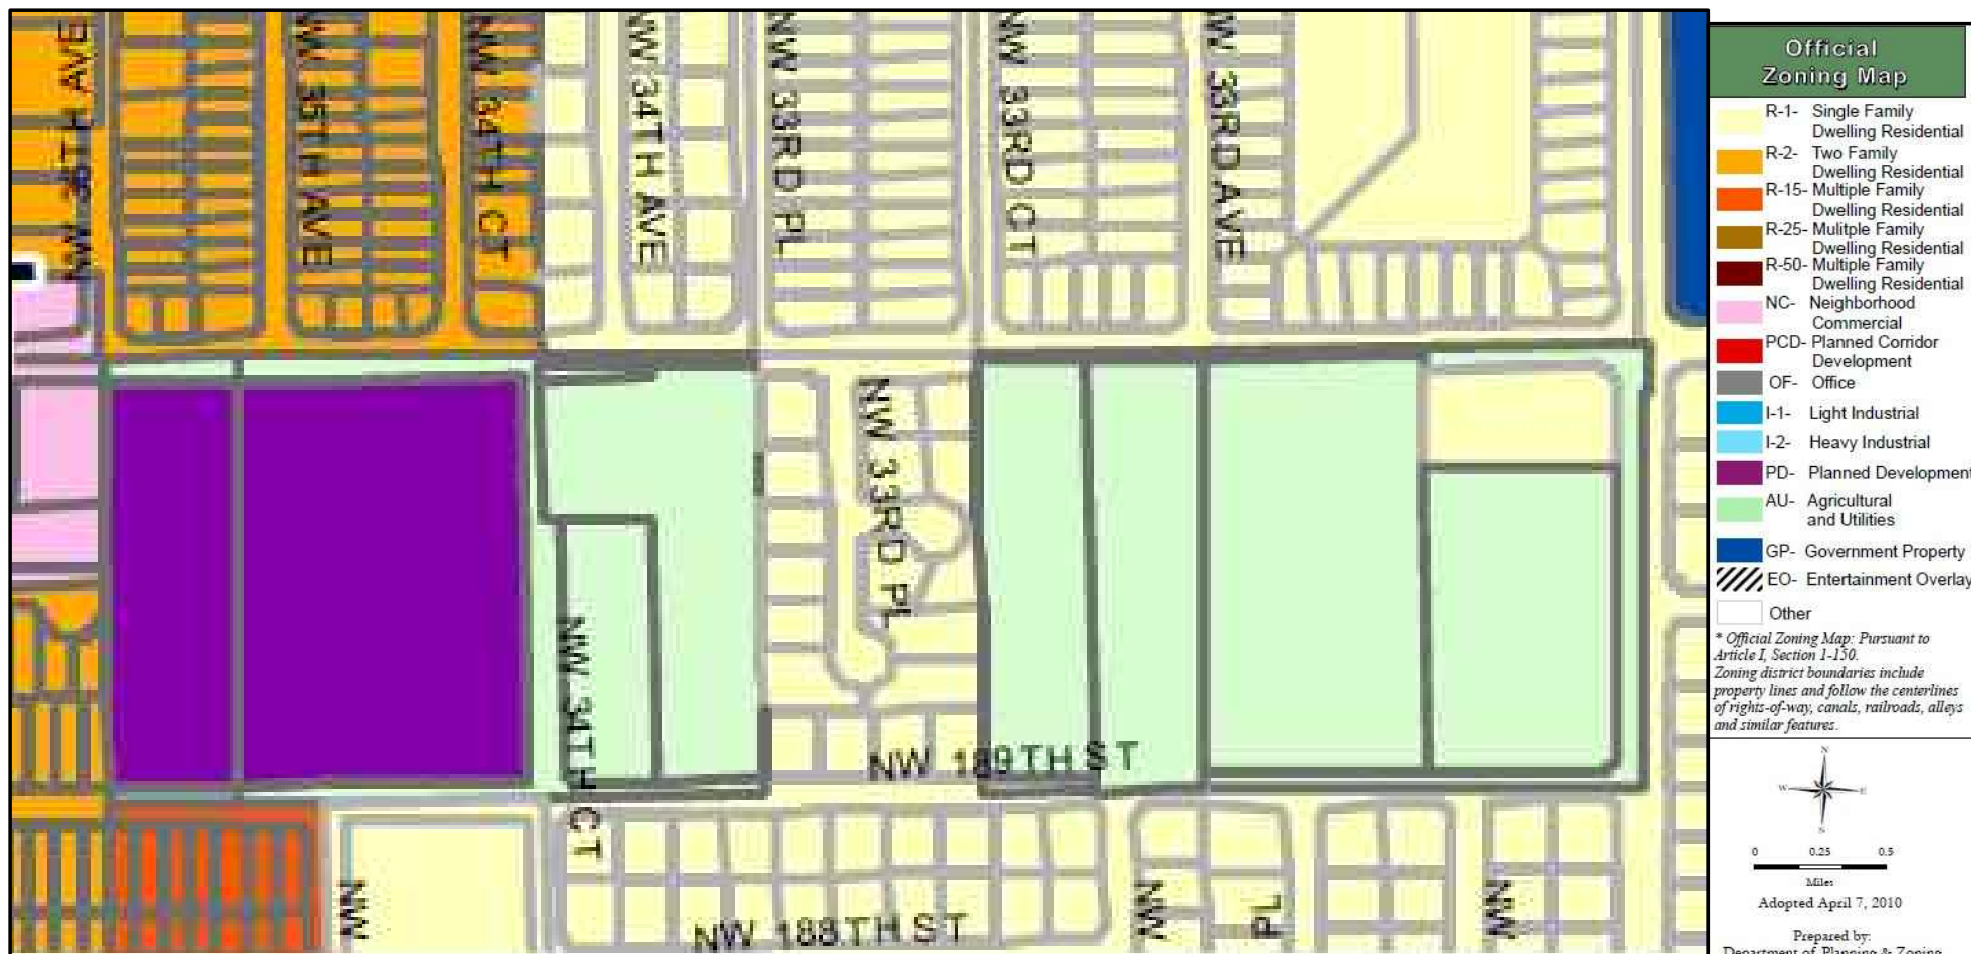 NW 35TH AVE
NW 34TH CT
NW 34TH AVE
NW 33RD PL
NW 33RD CT
NW 33RD AVE
NW 33RD PL
NW 34TH CT
NW 189TH ST
NW 188TH ST
NW
NW
PL
NW
Official
Zoning Map
R-1- Single Family
Dwelling Residential
R-2- Two Family
Dwelling Residential
R-15- Multiple Family
Dwelling Residential
R-25- Mulitple Family
Dwelling Residential
R-50- Multiple Family
Dwelling Residential
NC- Neighborhood
Commercial
PCD- Planned Corridor
Development
OF- Office
I-1- Light Industrial
I-2- Heavy Industrial
PD- Planned Development
AU- Agricultural
and Utilities
GP- Government Property
EO- Entertainment Overlay
Other
* Official Zoning Map: Pursuant to
Article I, Section 1-150.
Zoning district boundaries include
property lines and follow the centerlines
of rights-of-way, canals, railroads, alleys
and similar features.
N
W E
0 0.25 0.5
Miles
Adopted April 7, 2010
Prepared by:
Department of Planning & Zoning